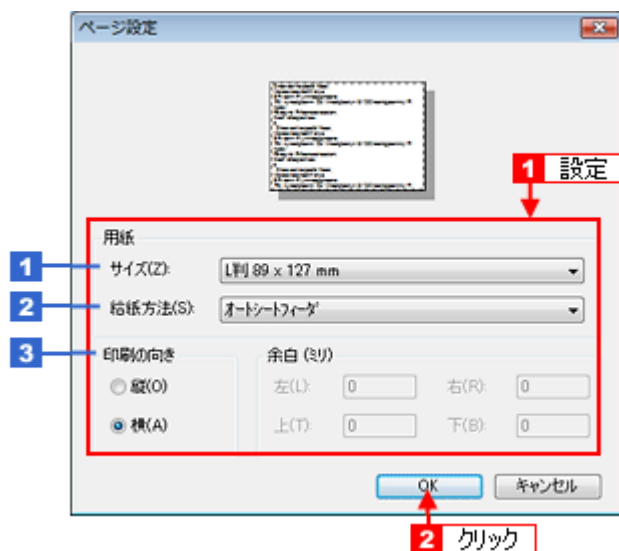 ページ設定
1 設定
用紙
1 サイズ(Z): L判 89 x 127 mm
2 給紙方法(S): オートシートフィーダ
3 印刷の向き 余白 (ミリ)
縦(O) 左(L): 0 右(R): 0
横(A) 上(T): 0 下(B): 0
OK キャンセル
2 クリック